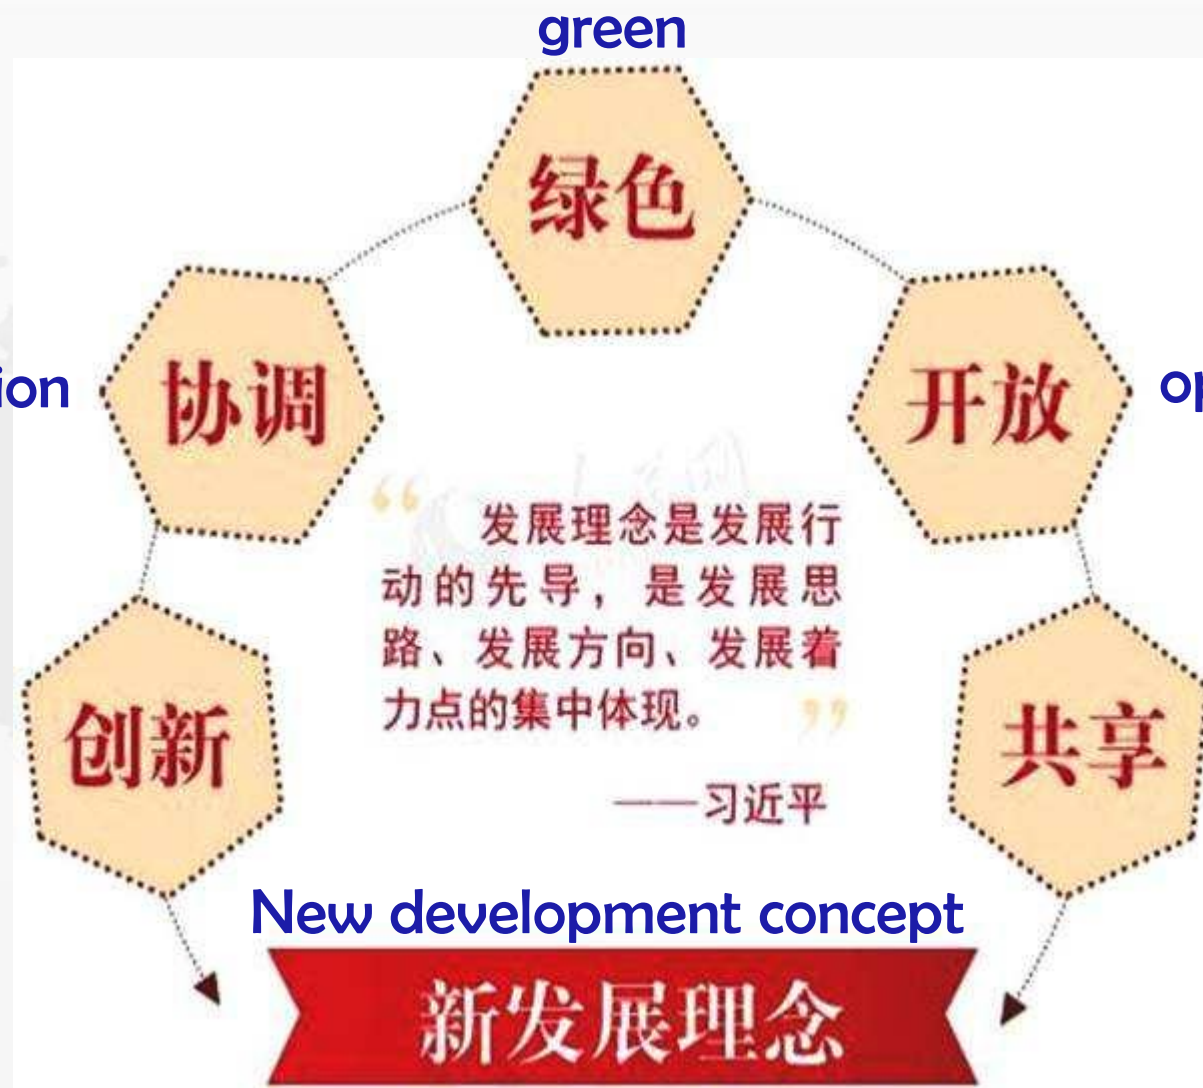 green
绿色
ion
协调
开放
op
“ 发展理念是发展行
动的先导，是发展思
路、发展方向、发展着
力点的集中体现。 ”
——习近平
创新
共享
New development concept
新发展理念